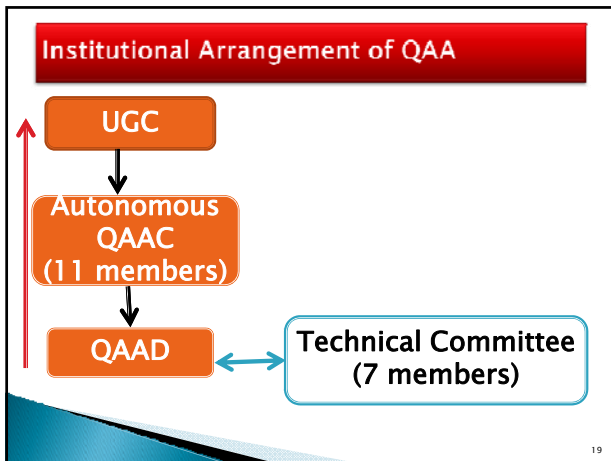 Institutional Arrangement of QAA
UGC
Autonomous
QAAC
(11 members)
QAAD
Technical Committee
(7 members)
19